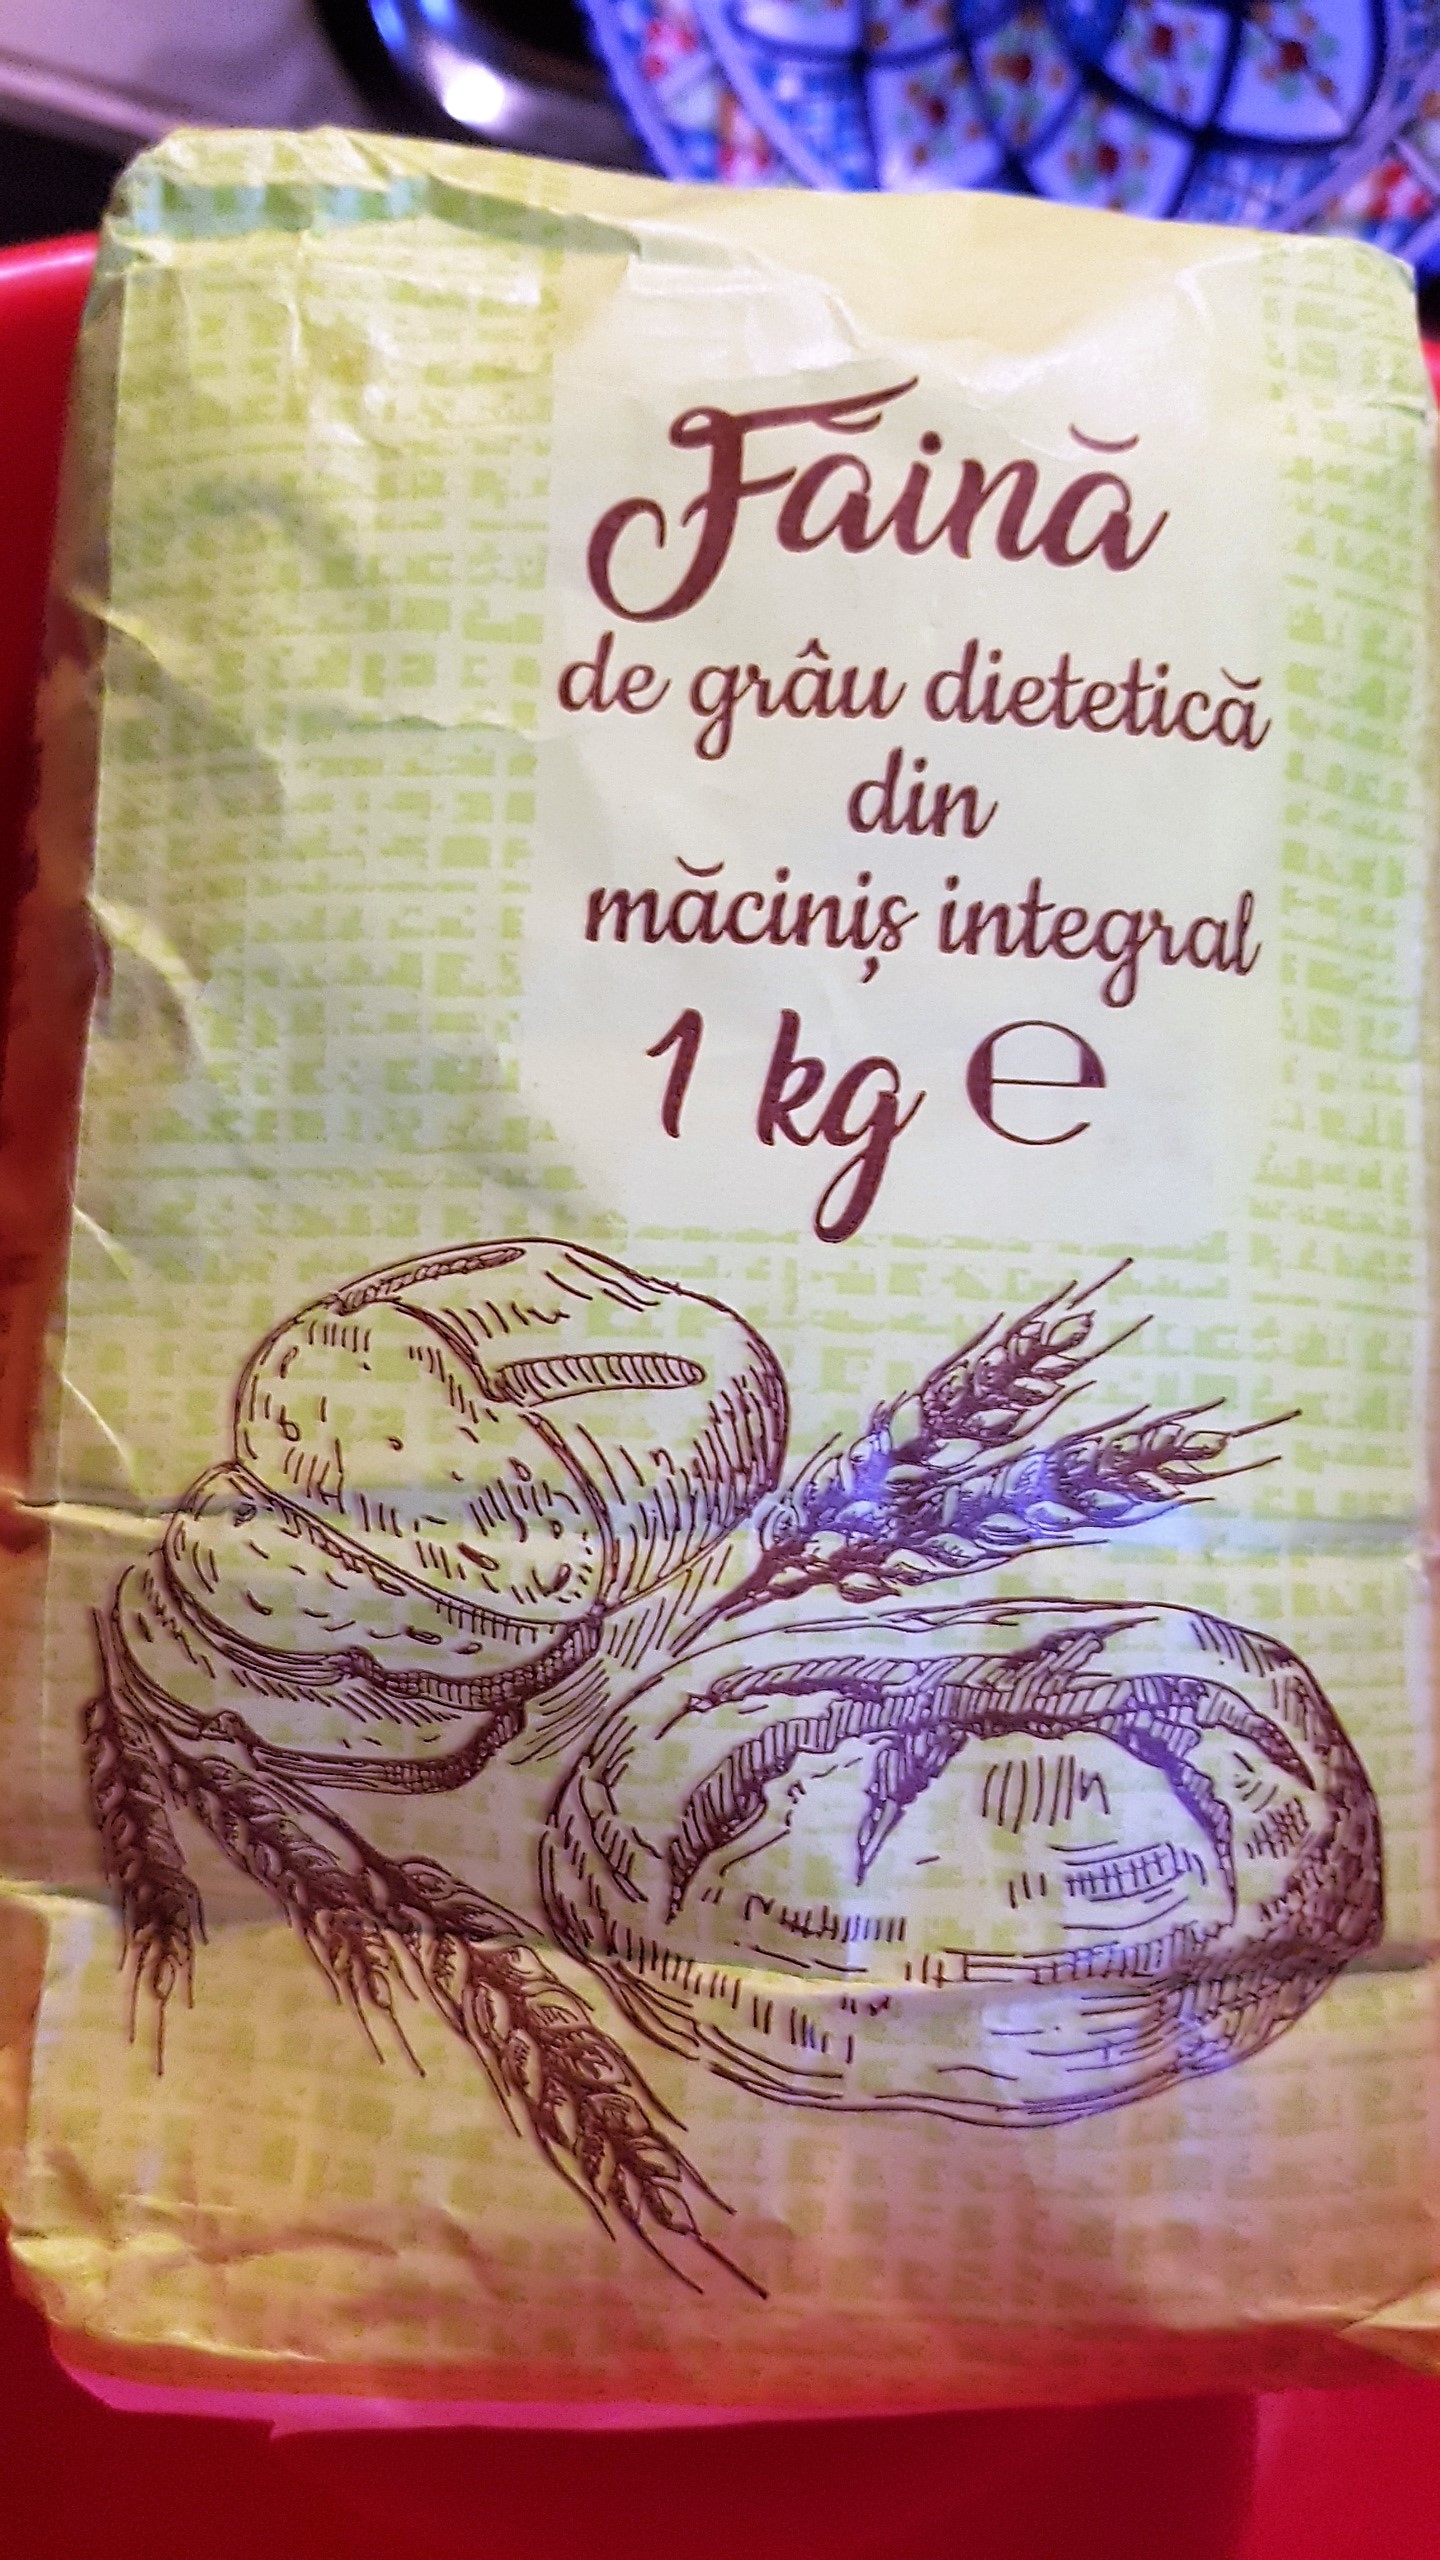 Făină
de grâu dietetică
din
măciniș integral
1 kg ℮